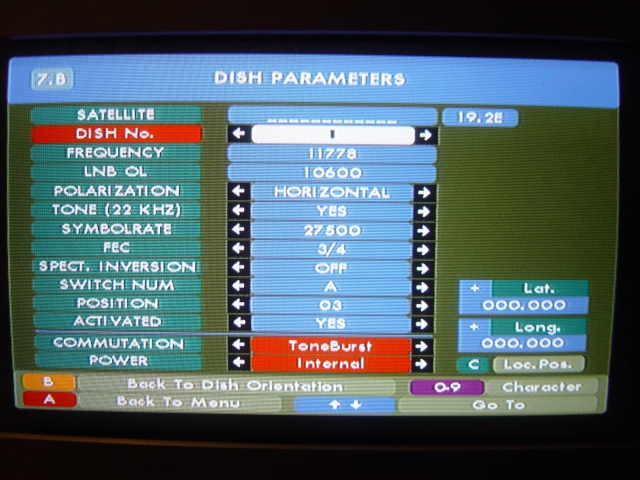 7.B DISH PARAMETERS
SATELLITE ____________ 19.2E
DISH No. 1
FREQUENCY 11778
LNB OL 10600
POLARIZATION HORIZONTAL
TONE (22 KHZ) YES
SYMBOLRATE 27500
FEC 3/4
SPECT. INVERSION OFF
SWITCH NUM A + Lat.
POSITION 03 000.000
ACTIVATED YES + Long.
COMMUTATION ToneBurst 000.000
POWER Internal C Loc.Pos.
B Back To Dish Orientation 0-9 Character
A Back To Menu ↑ ↓ Go To